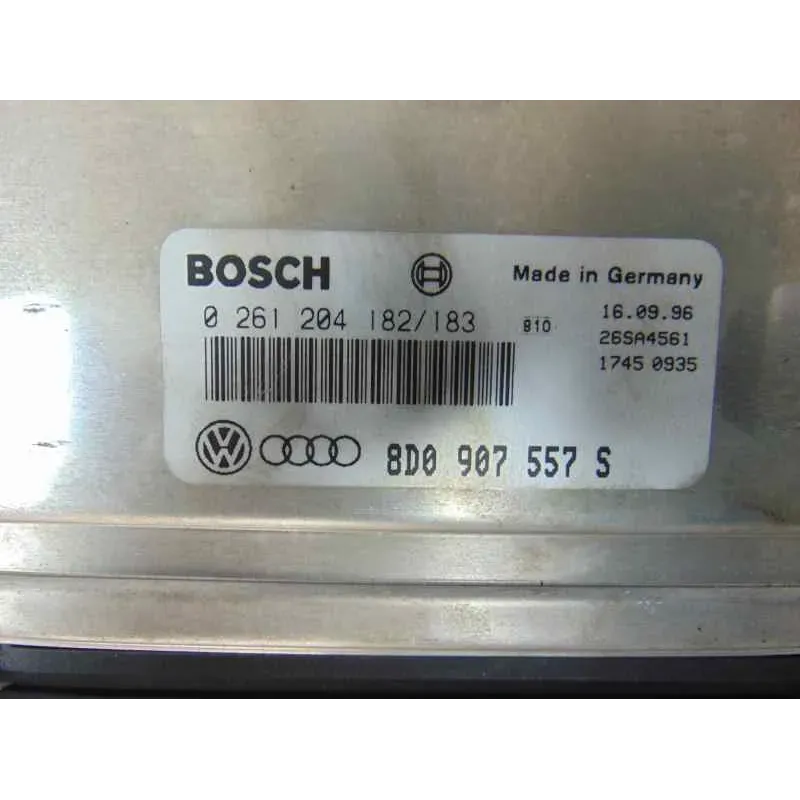 BOSCH Made in Germany
0 261 204 182/183 810 16.09.96
26SA4561
1745 0935
VW 8D0 907 557 S